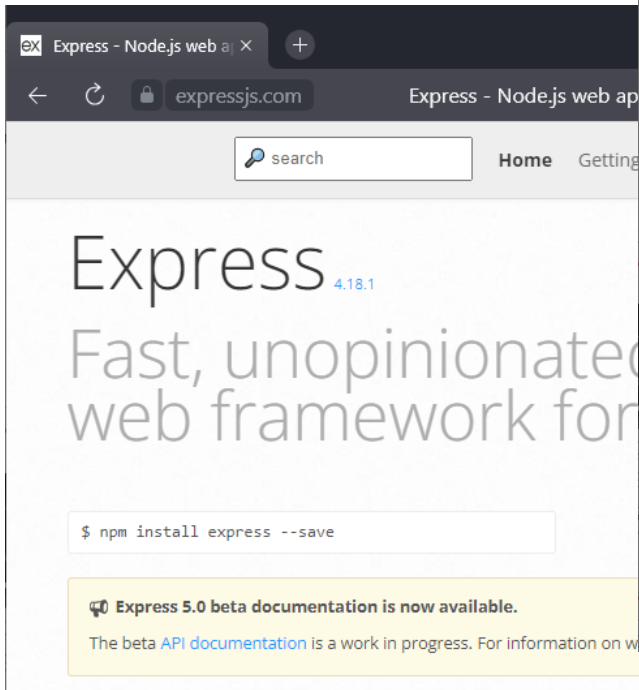 ex Express - Node.js web a
expressjs.com Express - Node.js web ap
search Home Getting
Express 4.18.1
Fast, unopinionated
web framework for
$ npm install express --save
Express 5.0 beta documentation is now available.
The beta API documentation is a work in progress. For information on w